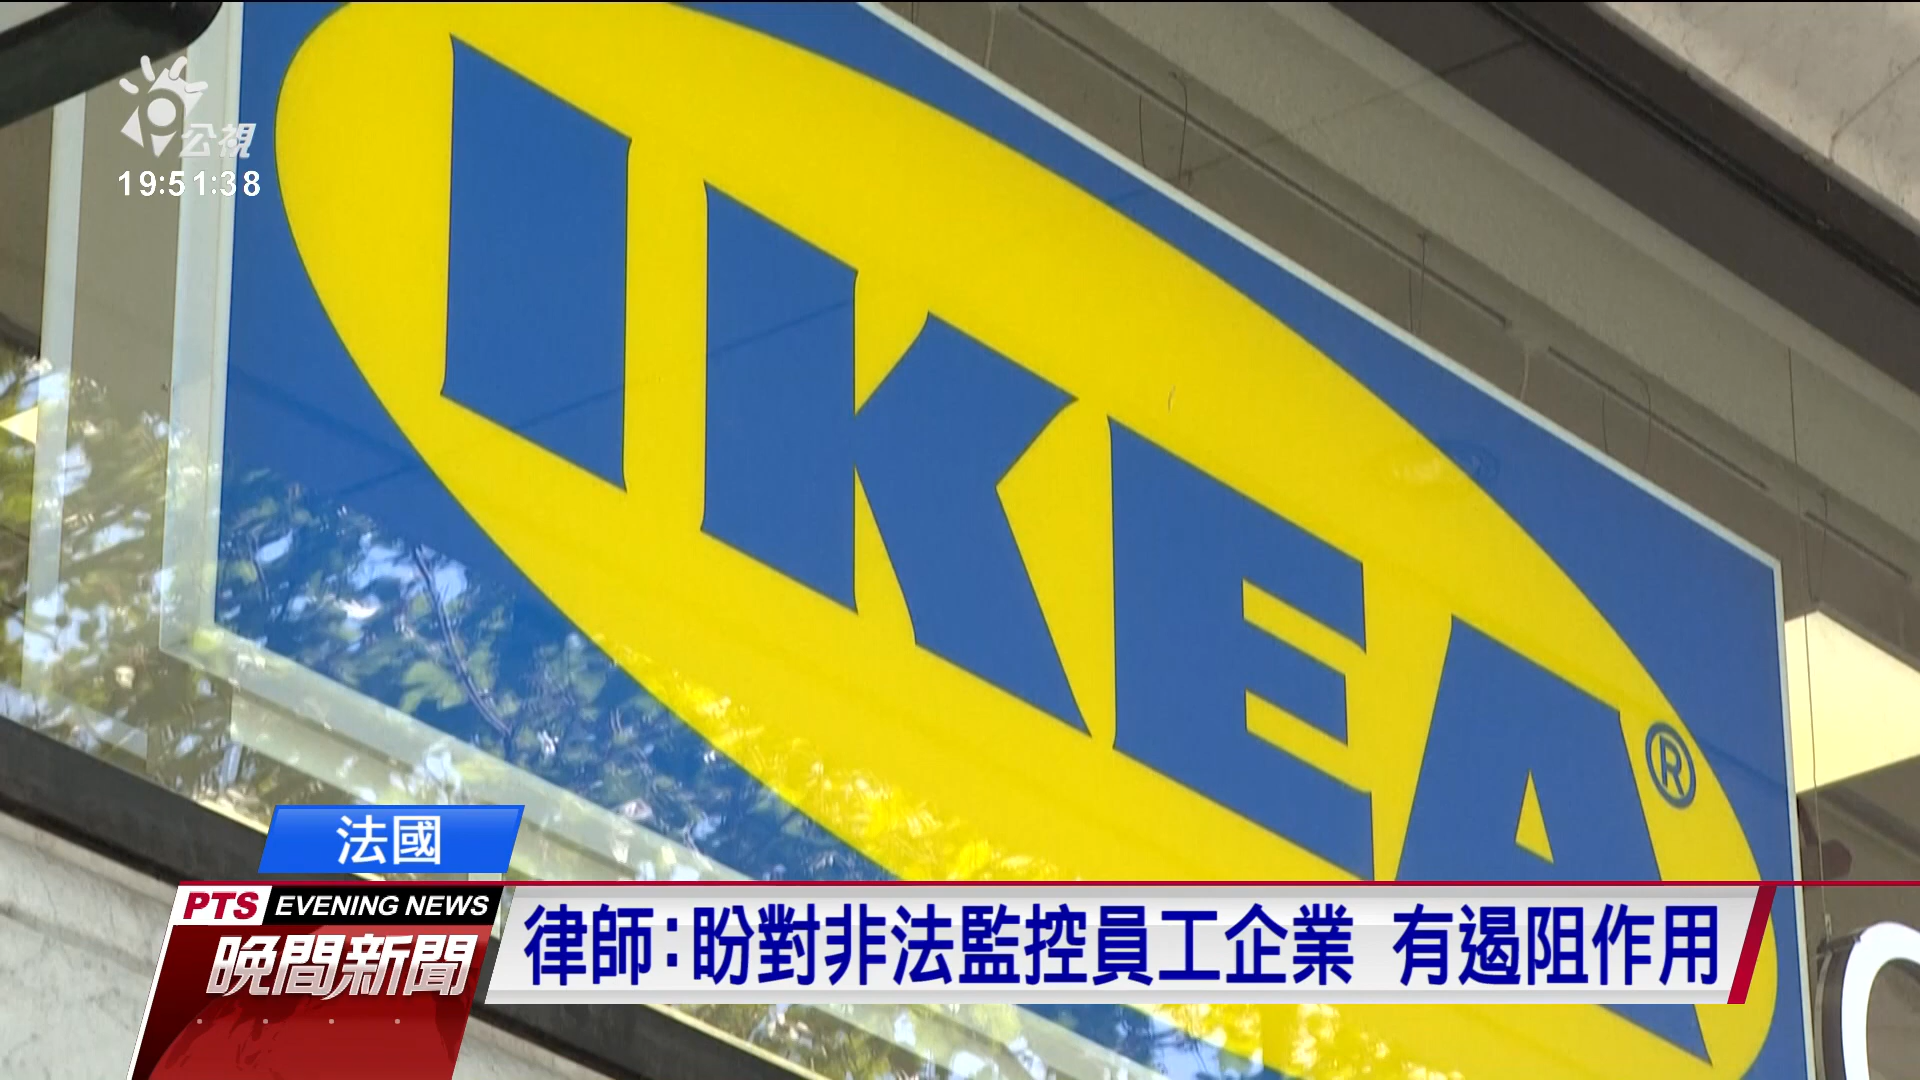 公視
19:51:38
IKEA®
法國
PTS EVENING NEWS
晚間新聞
律師:盼對非法監控員工企業 有遏阻作用